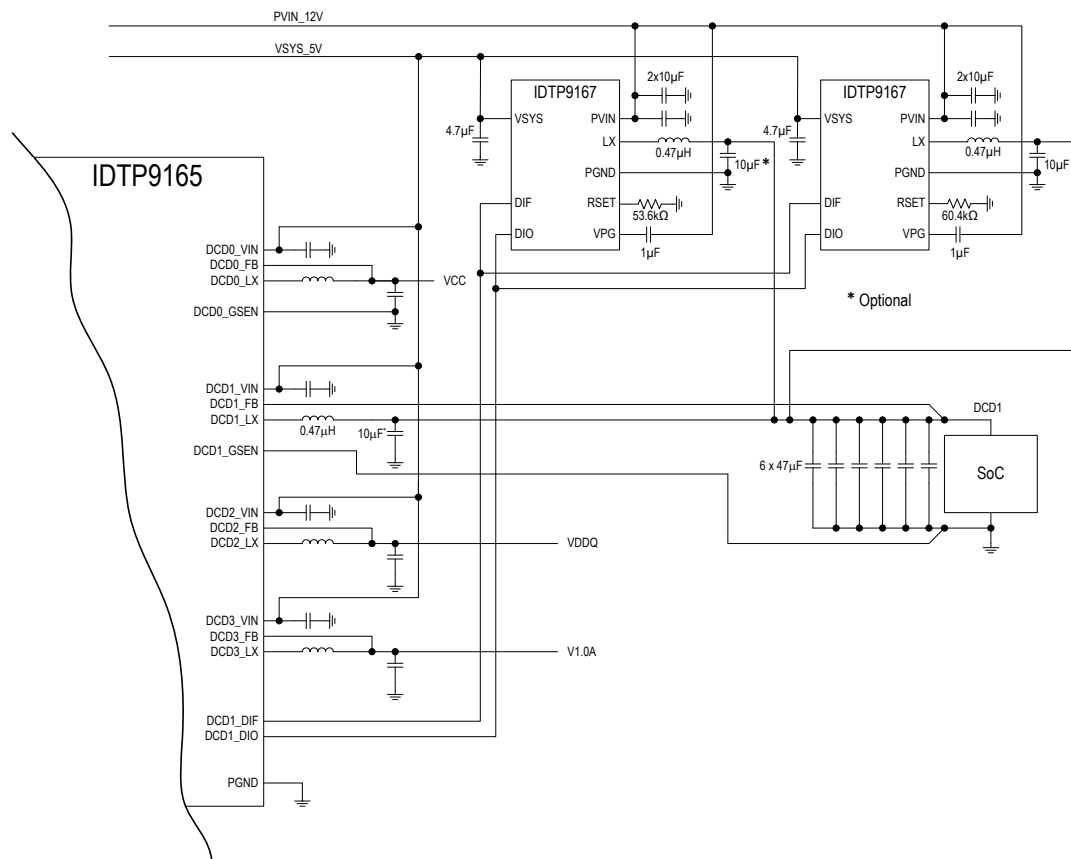 PVIN_12V
VSYS_5V
IDTP9167
VSYS
PVIN
LX
PGND
DIF
RSET
DIO
VPG
4.7µF
2x10µF
0.47µH
10µF *
53.6kΩ
1µF
IDTP9167
VSYS
PVIN
LX
PGND
DIF
RSET
DIO
VPG
4.7µF
2x10µF
0.47µH
10µF
60.4kΩ
1µF
* Optional
IDTP9165
DCD0_VIN
DCD0_FB
DCD0_LX
VCC
DCD0_GSEN
DCD1_VIN
DCD1_FB
DCD1_LX
0.47µH
10µF*
DCD1_GSEN
DCD1
6 x 47µF
SoC
DCD2_VIN
DCD2_FB
DCD2_LX
VDDQ
DCD3_VIN
DCD3_FB
DCD3_LX
V1.0A
DCD1_DIF
DCD1_DIO
PGND